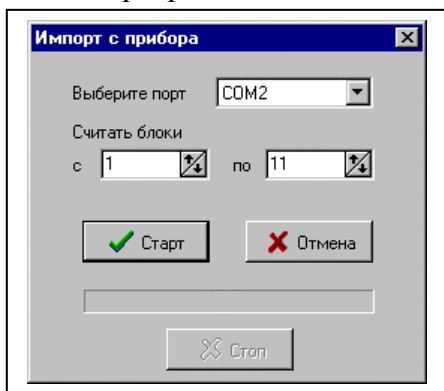 Импорт с прибора
Выберите порт COM2
Считать блоки
с 1 по 11
Старт Отмена
Стоп